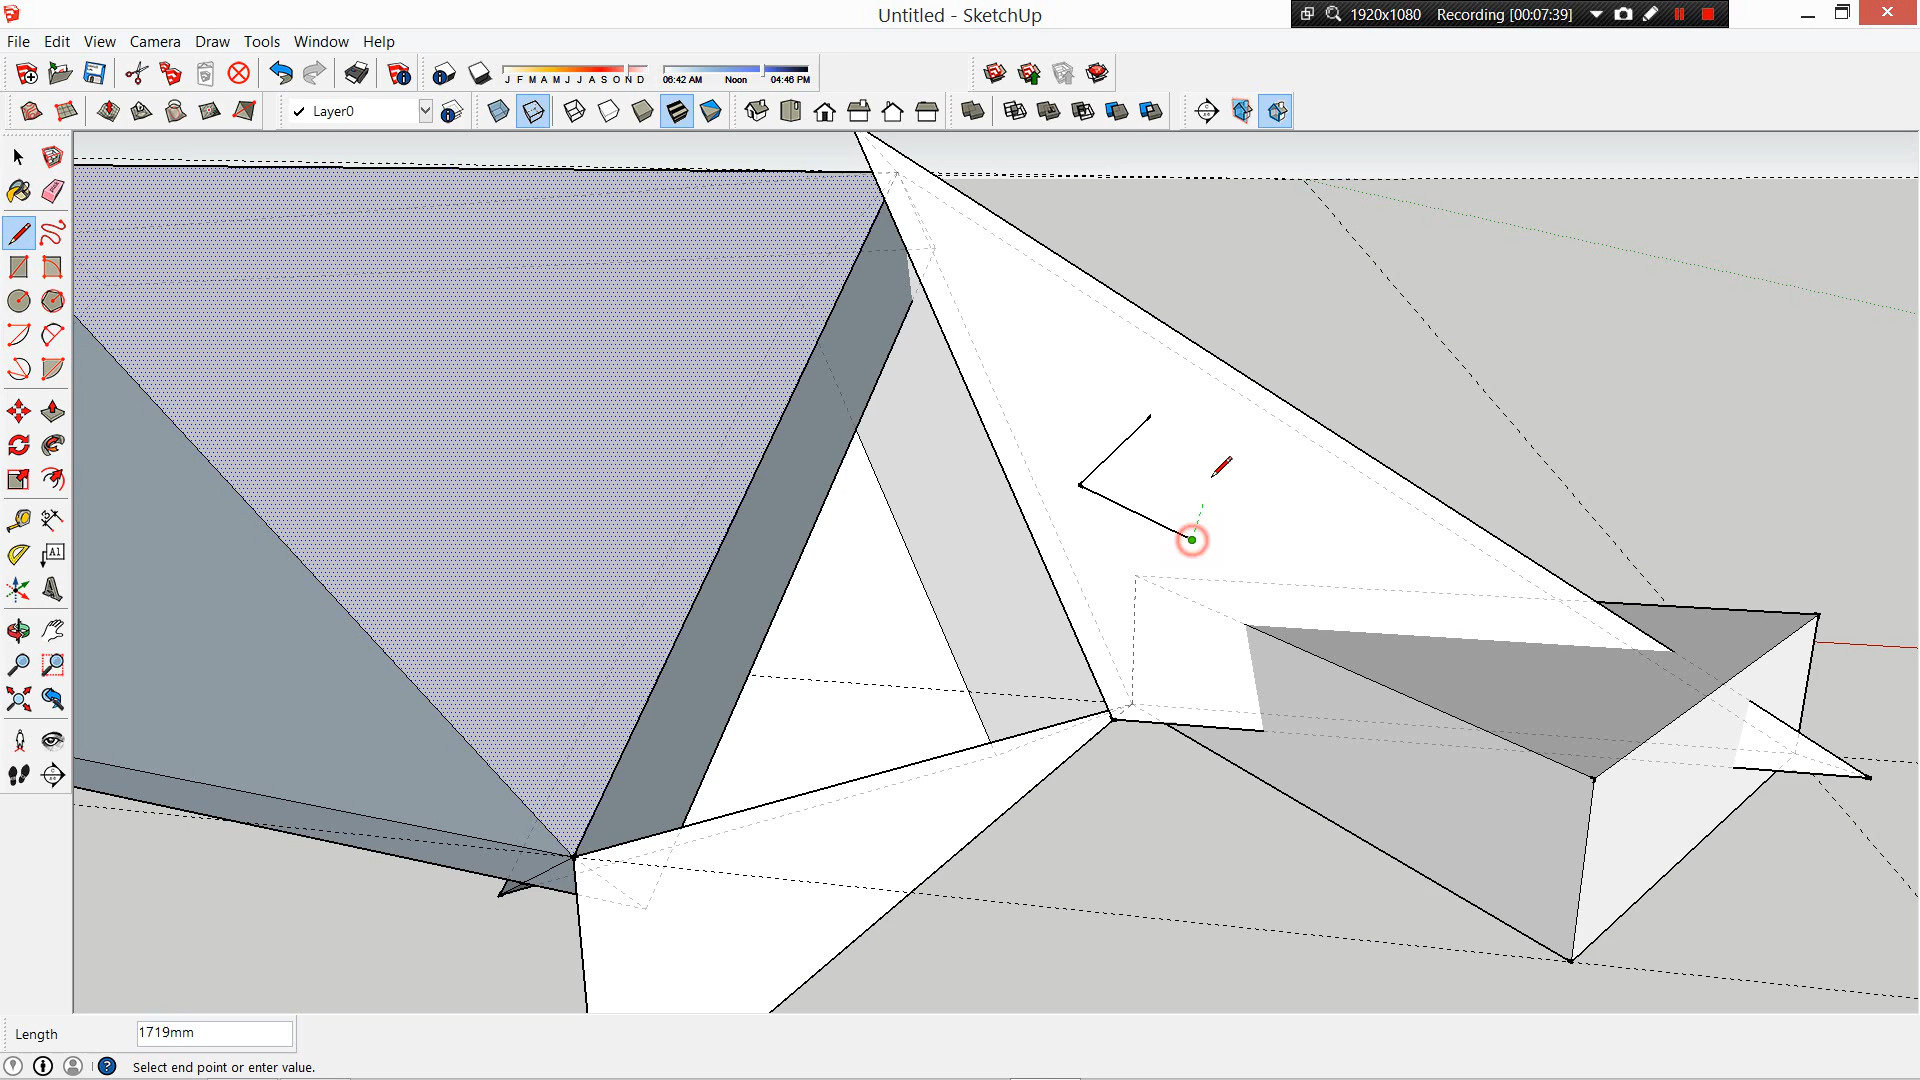 Untitled - SketchUp
1920x1080 Recording [00:07:39]
File Edit View Camera Draw Tools Window Help
J F M A M J J A S O N D
06:42 AM Noon 04:46 PM
Layer0
A1
Length 1719mm
Select end point or enter value.